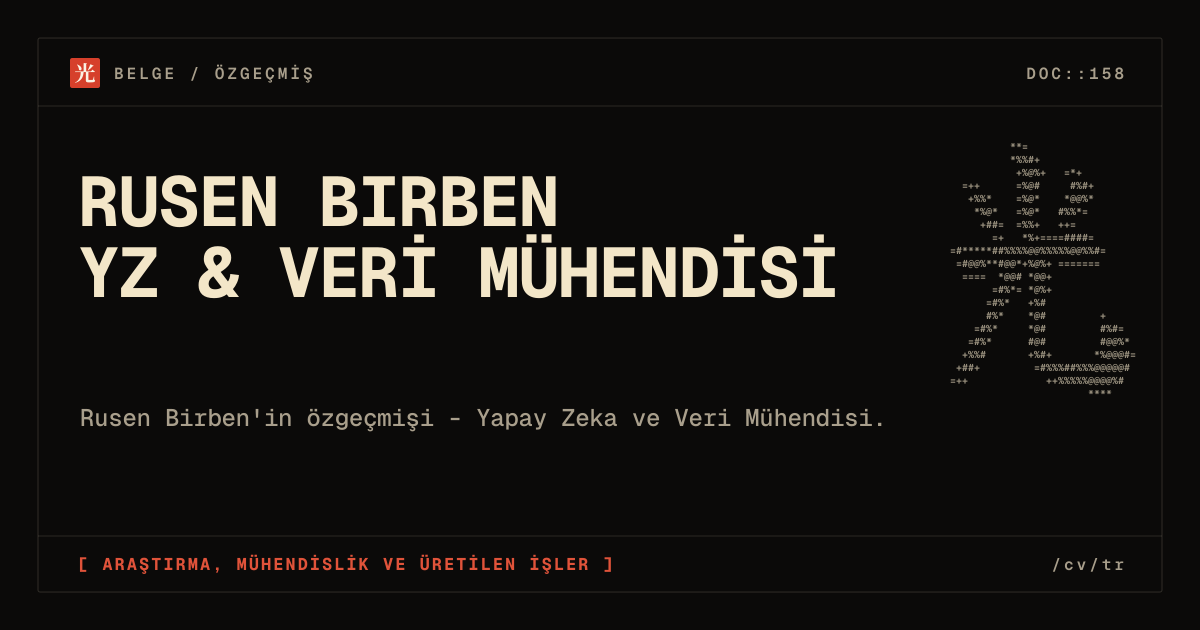 光 BELGE / ÖZGEÇMİŞ
DOC::158
RUSEN BIRBEN
YZ & VERİ MÜHENDİSİ
Rusen Birben'in özgeçmişi - Yapay Zeka ve Veri Mühendisi.
[ ARAŞTIRMA, MÜHENDİSLİK VE ÜRETİLEN İŞLER ]
/cv/tr